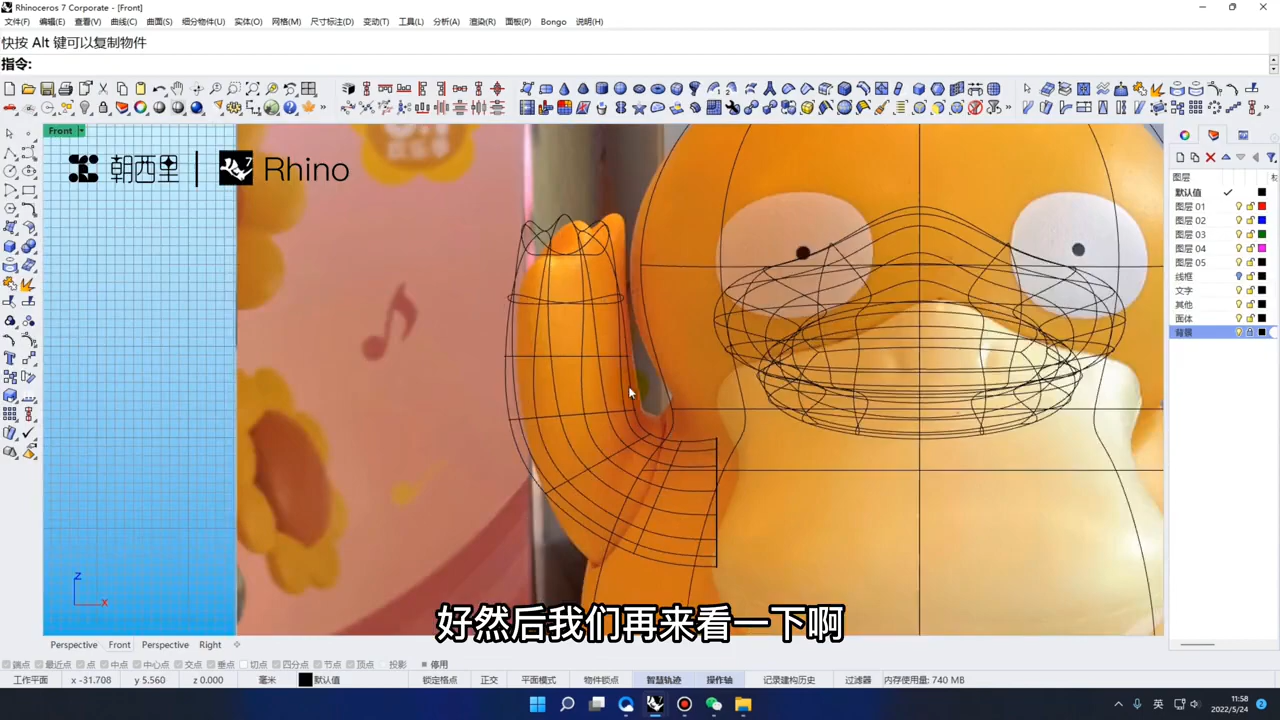 Rhinoceros 7 Corporate - [Front]
文件(F) 编辑(E) 查看(V) 曲线(C) 曲面(S) 细分物件(U) 实体(O) 网格(M) 尺寸标注(D) 变动(T) 工具(L) 分析(A) 渲染(R) 面板(P) Bongo 说明(H)
快按 Alt 键可以复制物件
指令:
Front
朝西里 | 7 Rhino
图层
默认值
图层 01
图层 02
图层 03
图层 04
图层 05
线框
文字
其他
面体
背景
z
x
好然后我们再来看一下啊
Perspective Front Perspective Right
端点 最近点 点 中点 中心点 交点 垂点 切点 四分点 节点 顶点 投影 停用
工作平面 x -31.708 y 5.560 z 0.000 毫米 默认值 锁定格点 正交 平面模式 物件锁点 智慧轨迹 操作轴 记录建构历史 过滤器 内存使用量: 740 MB
英 11:58
2022/5/24 2